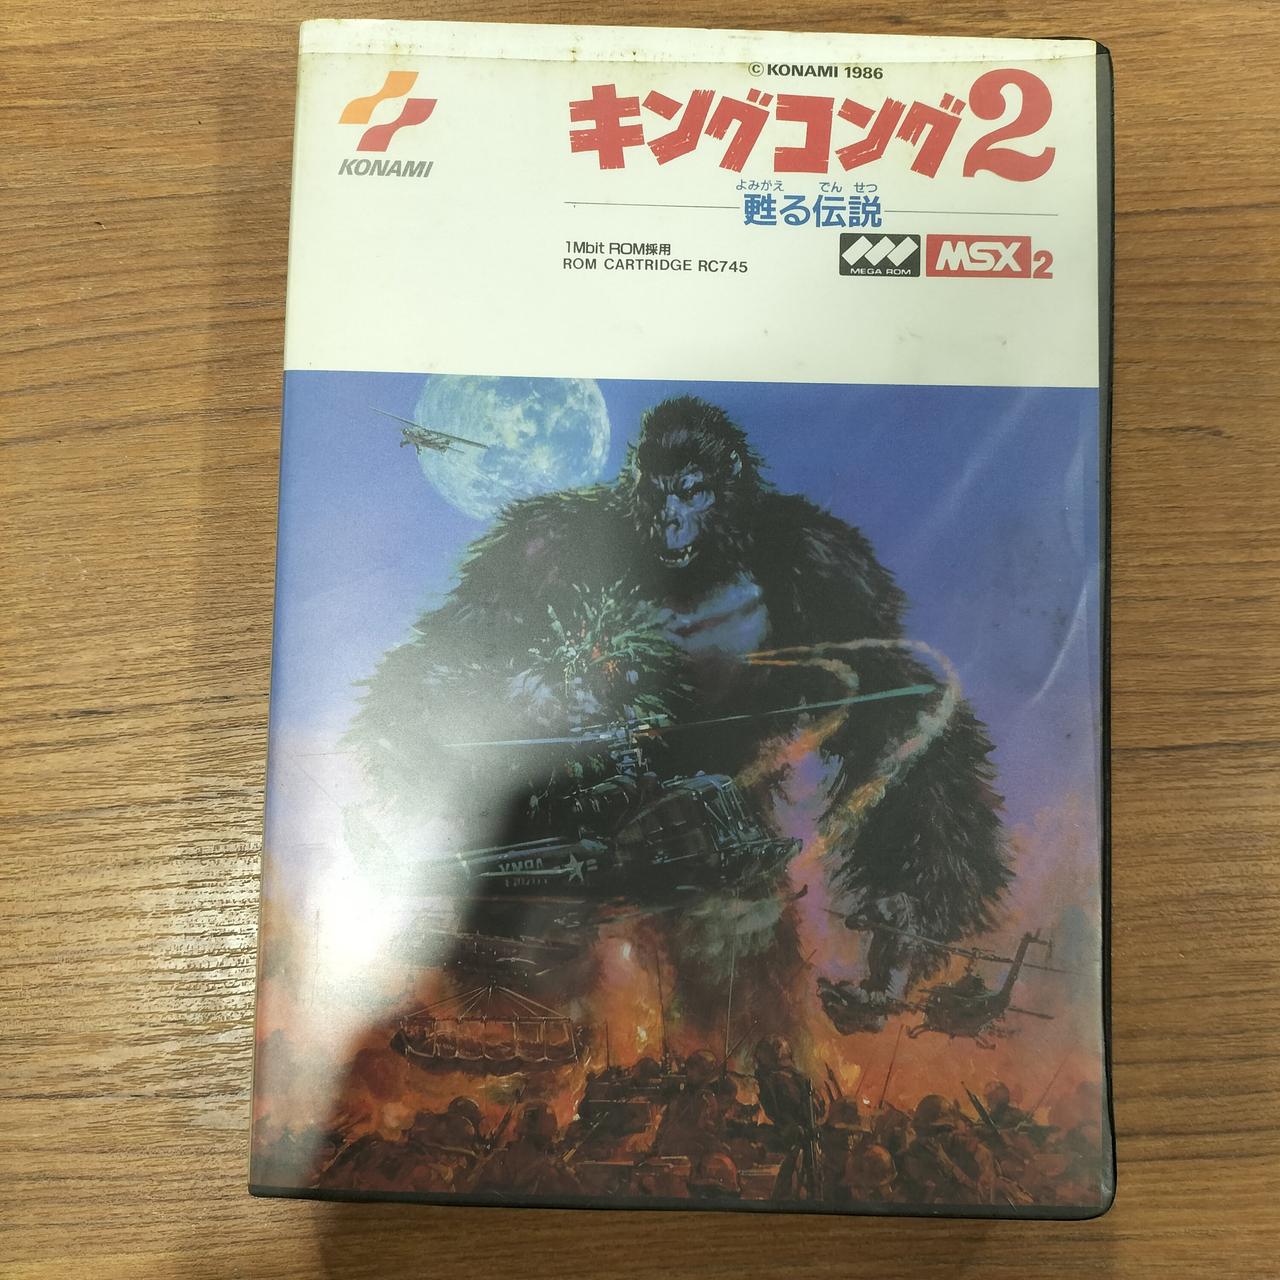 © KONAMI 1986
KONAMI
キングコング2
よみがえ でん せつ
甦る伝説
1Mbit ROM採用
ROM CARTRIDGE RC745
MEGA ROM
MSX2
ARMY